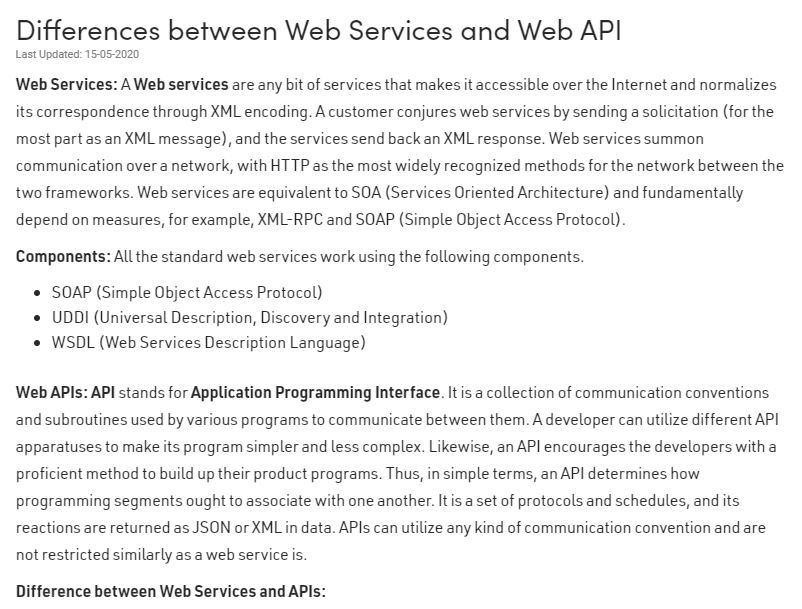 Differences between Web Services and Web API
Last Updated: 15-05-2020
Web Services: A Web services are any bit of services that makes it accessible over the Internet and normalizes
its correspondence through XML encoding. A customer conjures web services by sending a solicitation (for the
most part as an XML message), and the services send back an XML response. Web services summon
communication over a network, with HTTP as the most widely recognized methods for the network between the
two frameworks. Web services are equivalent to SOA (Services Oriented Architecture) and fundamentally
depend on measures, for example, XML-RPC and SOAP (Simple Object Access Protocol).
Components: All the standard web services work using the following components.
• SOAP (Simple Object Access Protocol)
• UDDI (Universal Description, Discovery and Integration)
• WSDL (Web Services Description Language)
Web APIs: API stands for Application Programming Interface. It is a collection of communication conventions
and subroutines used by various programs to communicate between them. A developer can utilize different API
apparatuses to make its program simpler and less complex. Likewise, an API encourages the developers with a
proficient method to build up their product programs. Thus, in simple terms, an API determines how
programming segments ought to associate with one another. It is a set of protocols and schedules, and its
reactions are returned as JSON or XML in data. APIs can utilize any kind of communication convention and are
not restricted similarly as a web service is.
Difference between Web Services and APIs: